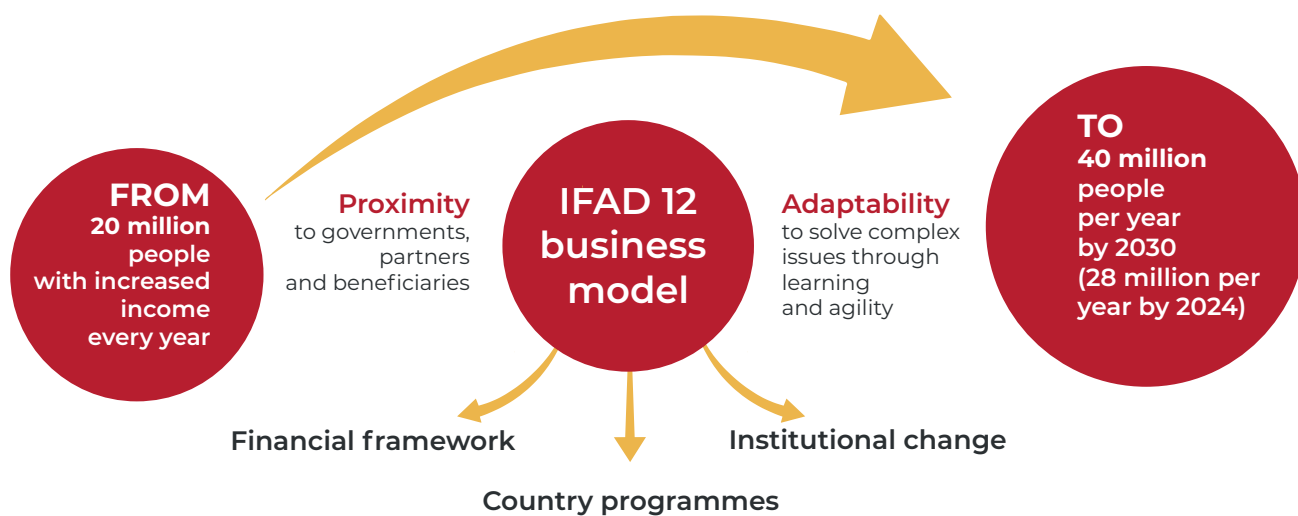 FROM
20 million
people
with increased
income
every year
Proximity
to governments,
partners
and beneficiaries
IFAD 12
business
model
Adaptability
to solve complex
issues through
learning
and agility
TO
40 million
people
per year
by 2030
(28 million per
year by 2024)
Financial framework
Institutional change
Country programmes